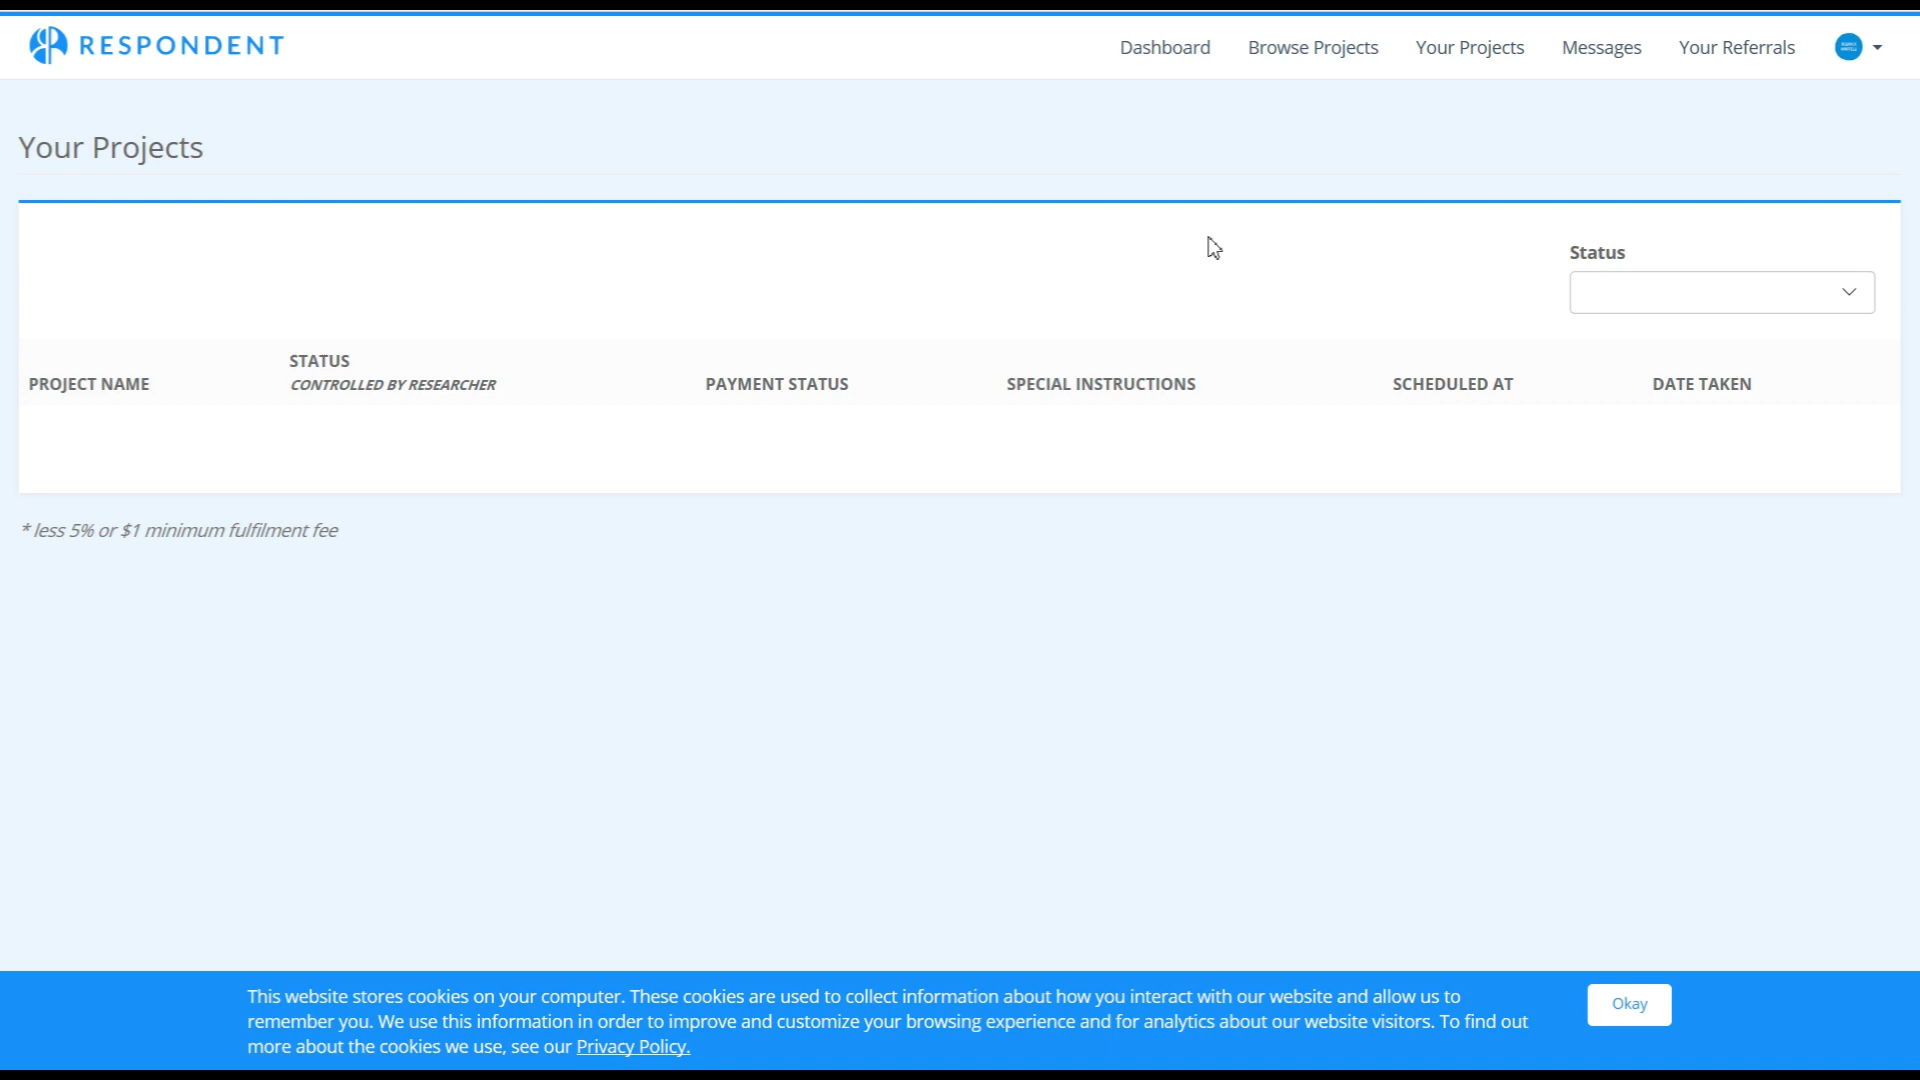 RESPONDENT
Dashboard Browse Projects Your Projects Messages Your Referrals
Your Projects
Status
STATUS
PROJECT NAME CONTROLLED BY RESEARCHER PAYMENT STATUS SPECIAL INSTRUCTIONS SCHEDULED AT DATE TAKEN
* less 5% or $1 minimum fulfilment fee
This website stores cookies on your computer. These cookies are used to collect information about how you interact with our website and allow us to
remember you. We use this information in order to improve and customize your browsing experience and for analytics about our website visitors. To find out
more about the cookies we use, see our Privacy Policy.
Okay